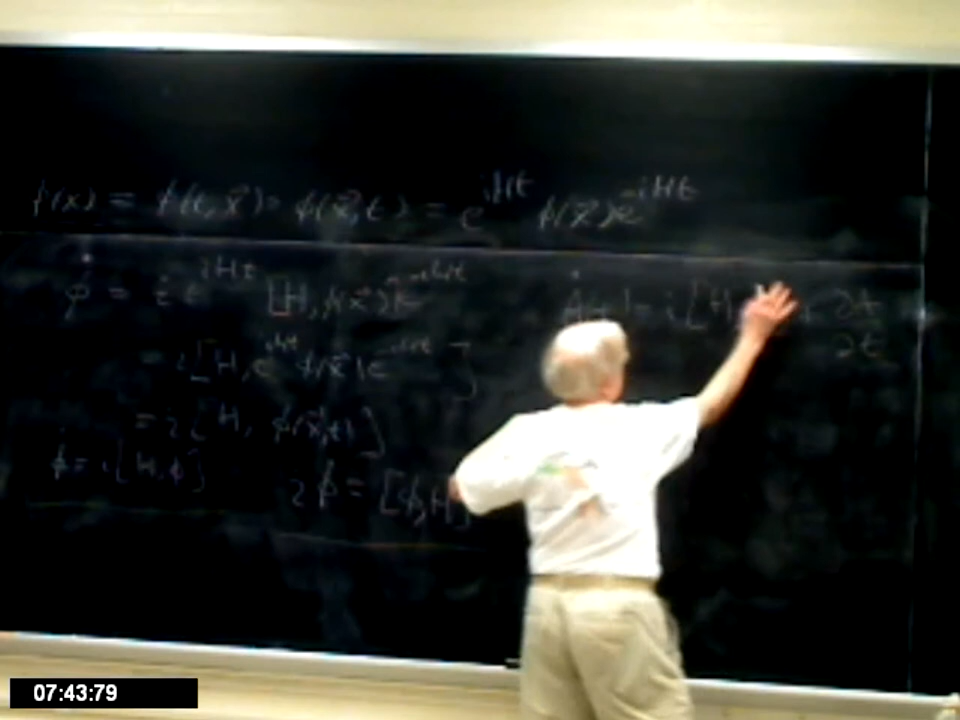 φ(x) = φ(t, x⃗) = φ(x⃗, t) = e^{iHt} φ(x⃗) e^{-iHt}
φ̇ = i e^{iHt} [H, φ(x⃗)] e^{-iHt}
= i[H, e^{iHt} φ(x⃗) e^{-iHt}]
= i[H, φ(x⃗,t)]
φ̇ = i[H, φ]
i φ̇ = [φ, H]
= i[H
07:43:79